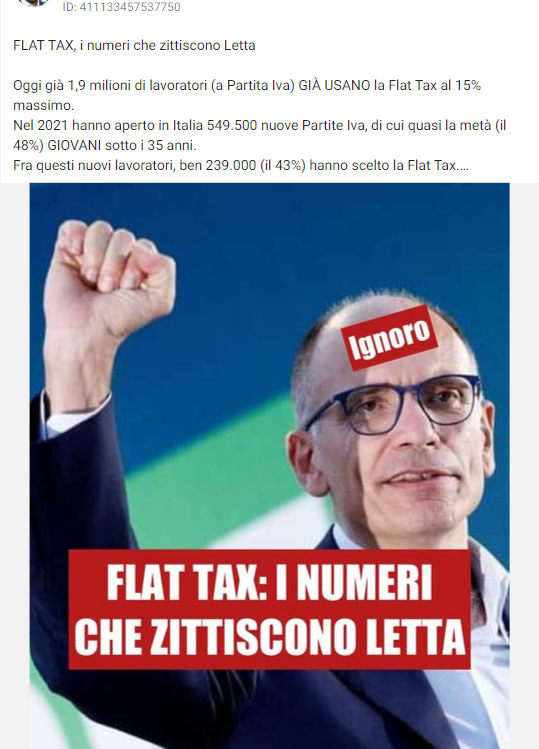 ID: 411133457537750
FLAT TAX, i numeri che zittiscono Letta
Oggi già 1,9 milioni di lavoratori (a Partita Iva) GIÀ USANO la Flat Tax al 15%
massimo.
Nel 2021 hanno aperto in Italia 549.500 nuove Partite Iva, di cui quasi la metà (il
48%) GIOVANI sotto i 35 anni.
Fra questi nuovi lavoratori, ben 239.000 (il 43%) hanno scelto la Flat Tax....
Ignoro
FLAT TAX: I NUMERI
CHE ZITTISCONO LETTA